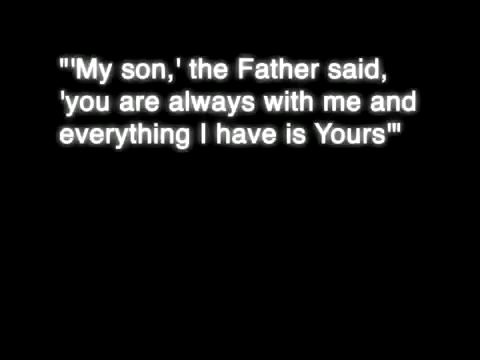 "'My son,' the Father said,
'you are always with me and
everything I have is Yours'"